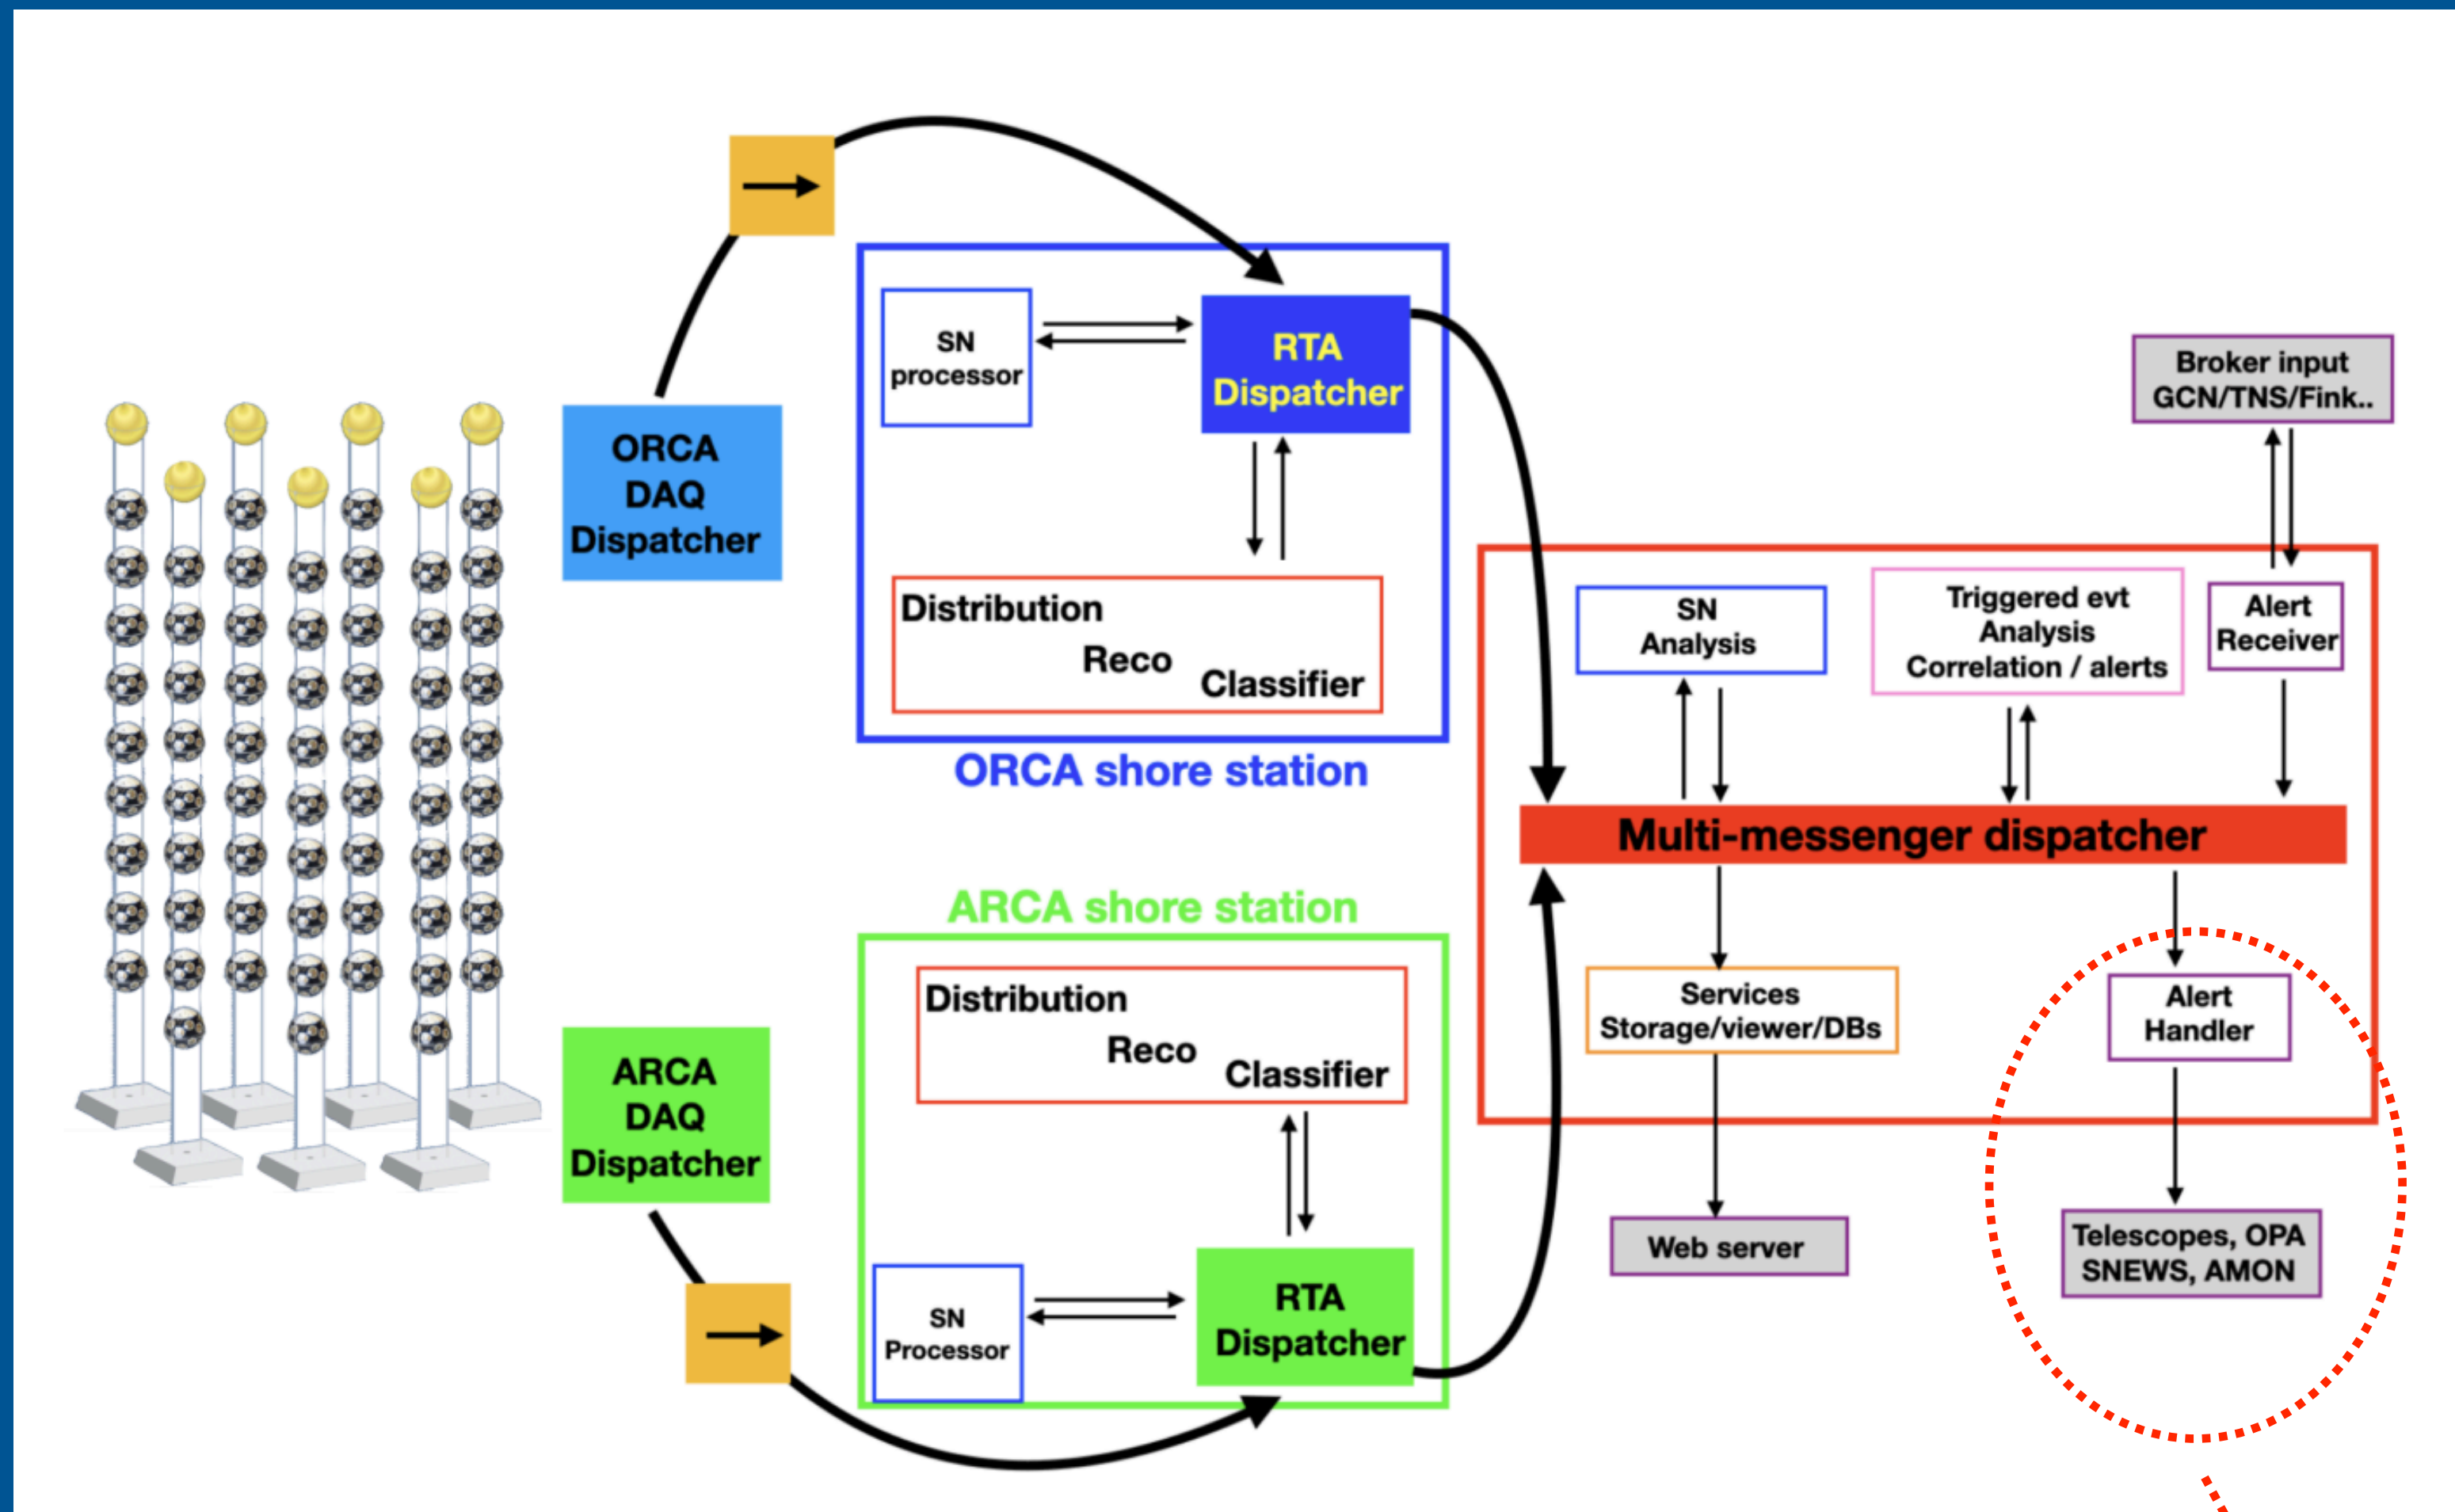 ORCA
DAQ
Dispatcher
SN
processor
RTA
Dispatcher
Distribution
Reco
Classifier
ORCA shore station
ARCA shore station
ARCA
DAQ
Dispatcher
Distribution
Reco
Classifier
SN
Processor
RTA
Dispatcher
Broker input
GCN/TNS/Fink..
SN
Analysis
Triggered evt
Analysis
Correlation / alerts
Alert
Receiver
Multi-messenger dispatcher
Services
Storage/viewer/DBs
Alert
Handler
Web server
Telescopes, OPA
SNEWS, AMON